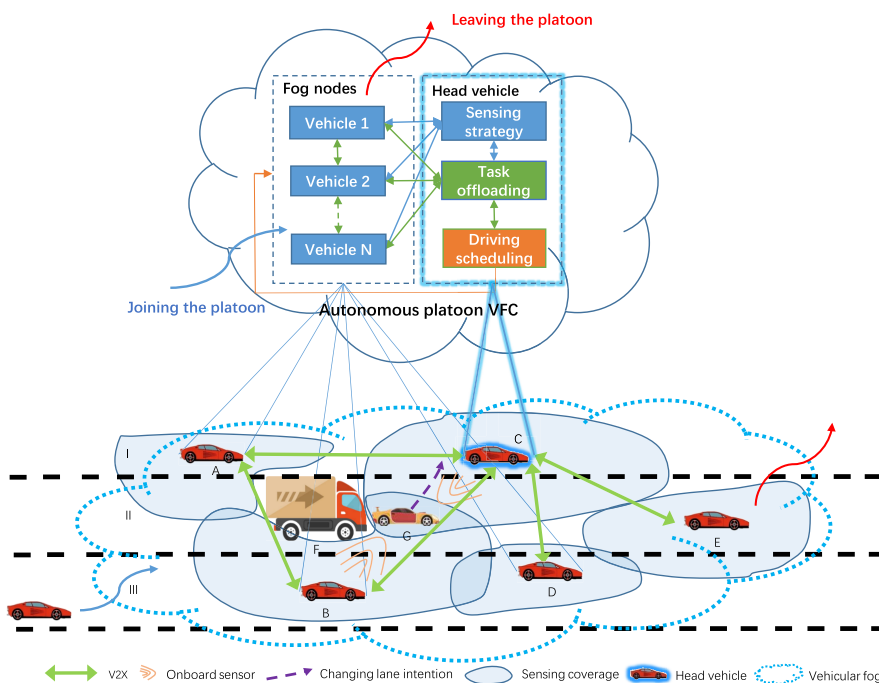 Leaving the platoon
Fog nodes
Head vehicle
Vehicle 1
Sensing
strategy
Vehicle 2
Task
offloading
Vehicle N
Driving
scheduling
Joining the platoon
Autonomous platoon VFC
I
A
C
II
F
G
E
III
B
D
V2X
Onboard sensor
Changing lane intention
Sensing coverage
Head vehicle
Vehicular fog